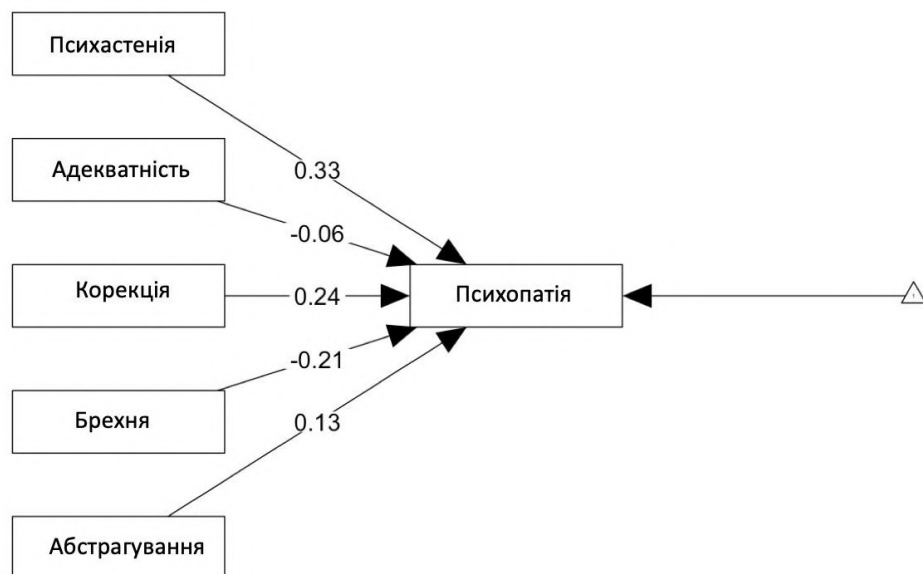 Психастенія
Адекватність
0.33
-0.06
Корекція
0.24
Психопатія
-0.21
Брехня
0.13
Абстрагування